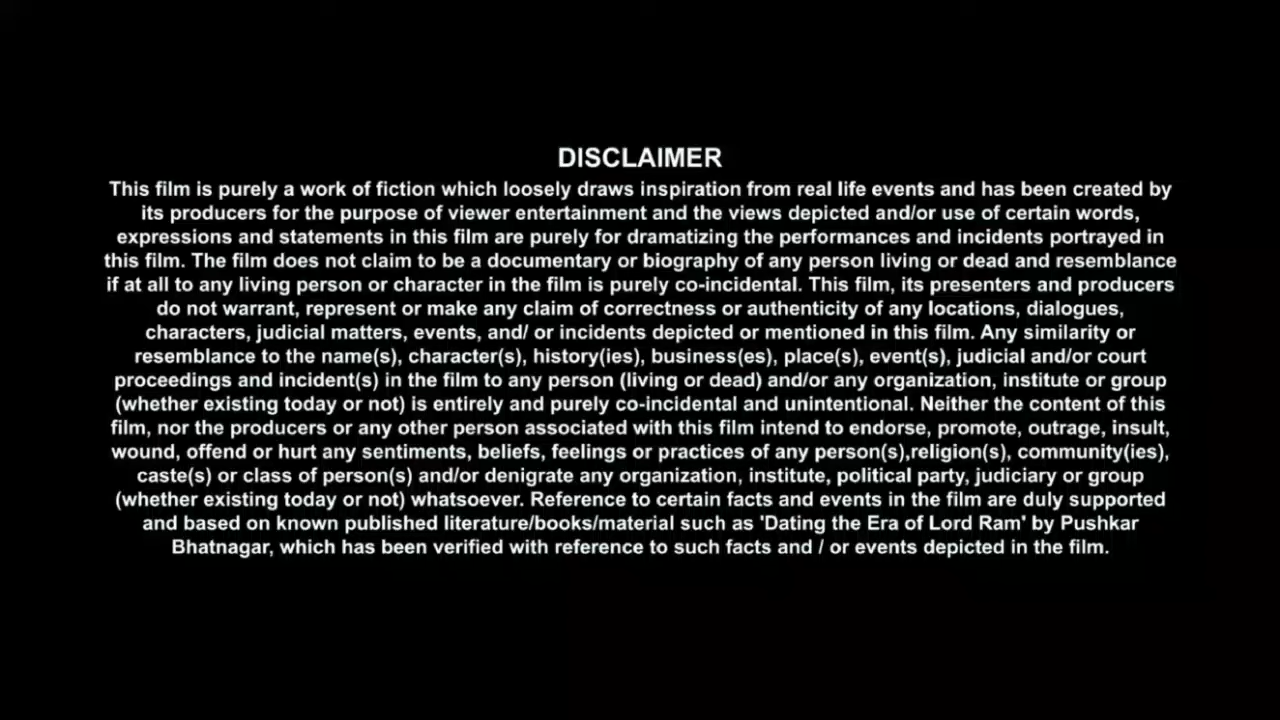 DISCLAIMER
This film is purely a work of fiction which loosely draws inspiration from real life events and has been created by
its producers for the purpose of viewer entertainment and the views depicted and/or use of certain words,
expressions and statements in this film are purely for dramatizing the performances and incidents portrayed in
this film. The film does not claim to be a documentary or biography of any person living or dead and resemblance
if at all to any living person or character in the film is purely co-incidental. This film, its presenters and producers
do not warrant, represent or make any claim of correctness or authenticity of any locations, dialogues,
characters, judicial matters, events, and/ or incidents depicted or mentioned in this film. Any similarity or
resemblance to the name(s), character(s), history(ies), business(es), place(s), event(s), judicial and/or court
proceedings and incident(s) in the film to any person (living or dead) and/or any organization, institute or group
(whether existing today or not) is entirely and purely co-incidental and unintentional. Neither the content of this
film, nor the producers or any other person associated with this film intend to endorse, promote, outrage, insult,
wound, offend or hurt any sentiments, beliefs, feelings or practices of any person(s),religion(s), community(ies),
caste(s) or class of person(s) and/or denigrate any organization, institute, political party, judiciary or group
(whether existing today or not) whatsoever. Reference to certain facts and events in the film are duly supported
and based on known published literature/books/material such as 'Dating the Era of Lord Ram' by Pushkar
Bhatnagar, which has been verified with reference to such facts and / or events depicted in the film.